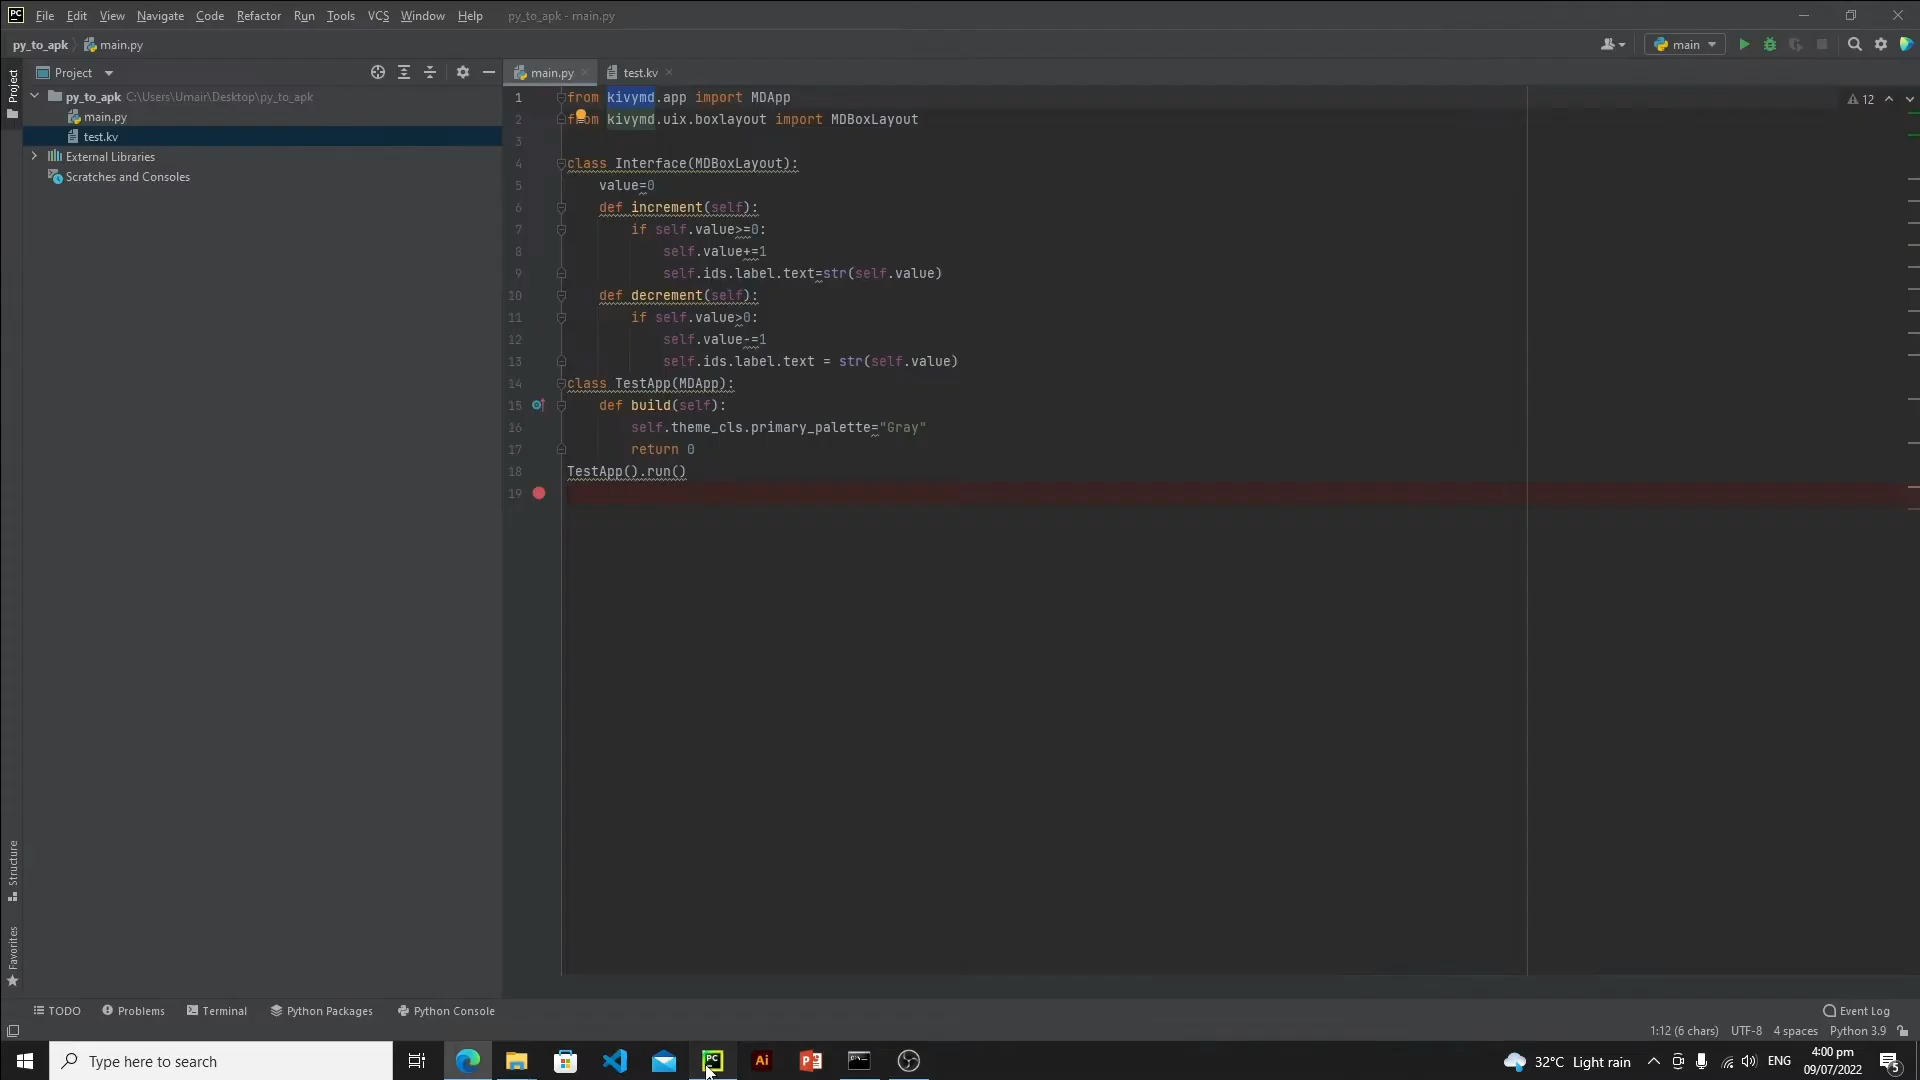 PC File Edit View Navigate Code Refactor Run Tools VCS Window Help py_to_apk - main.py
py_to_apk main.py main
Project
Project
main.py test.kv
py_to_apk C:\Users\Umair\Desktop\py_to_apk
main.py
test.kv
External Libraries
Scratches and Consoles
12
1 from kivymd.app import MDApp
2 from kivymd.uix.boxlayout import MDBoxLayout
3
4 class Interface(MDBoxLayout):
5 value=0
6 def increment(self):
7 if self.value>=0:
8 self.value+=1
9 self.ids.label.text=str(self.value)
10 def decrement(self):
11 if self.value>0:
12 self.value-=1
13 self.ids.label.text = str(self.value)
14 class TestApp(MDApp):
15 def build(self):
16 self.theme_cls.primary_palette="Gray"
17 return 0
18 TestApp().run()
19
Structure
Favorites
TODO Problems Terminal Python Packages Python Console Event Log
1:12 (6 chars) UTF-8 4 spaces Python 3.9
Type here to search
PC Ai P
32°C Light rain ENG
4:00 pm
09/07/2022
5